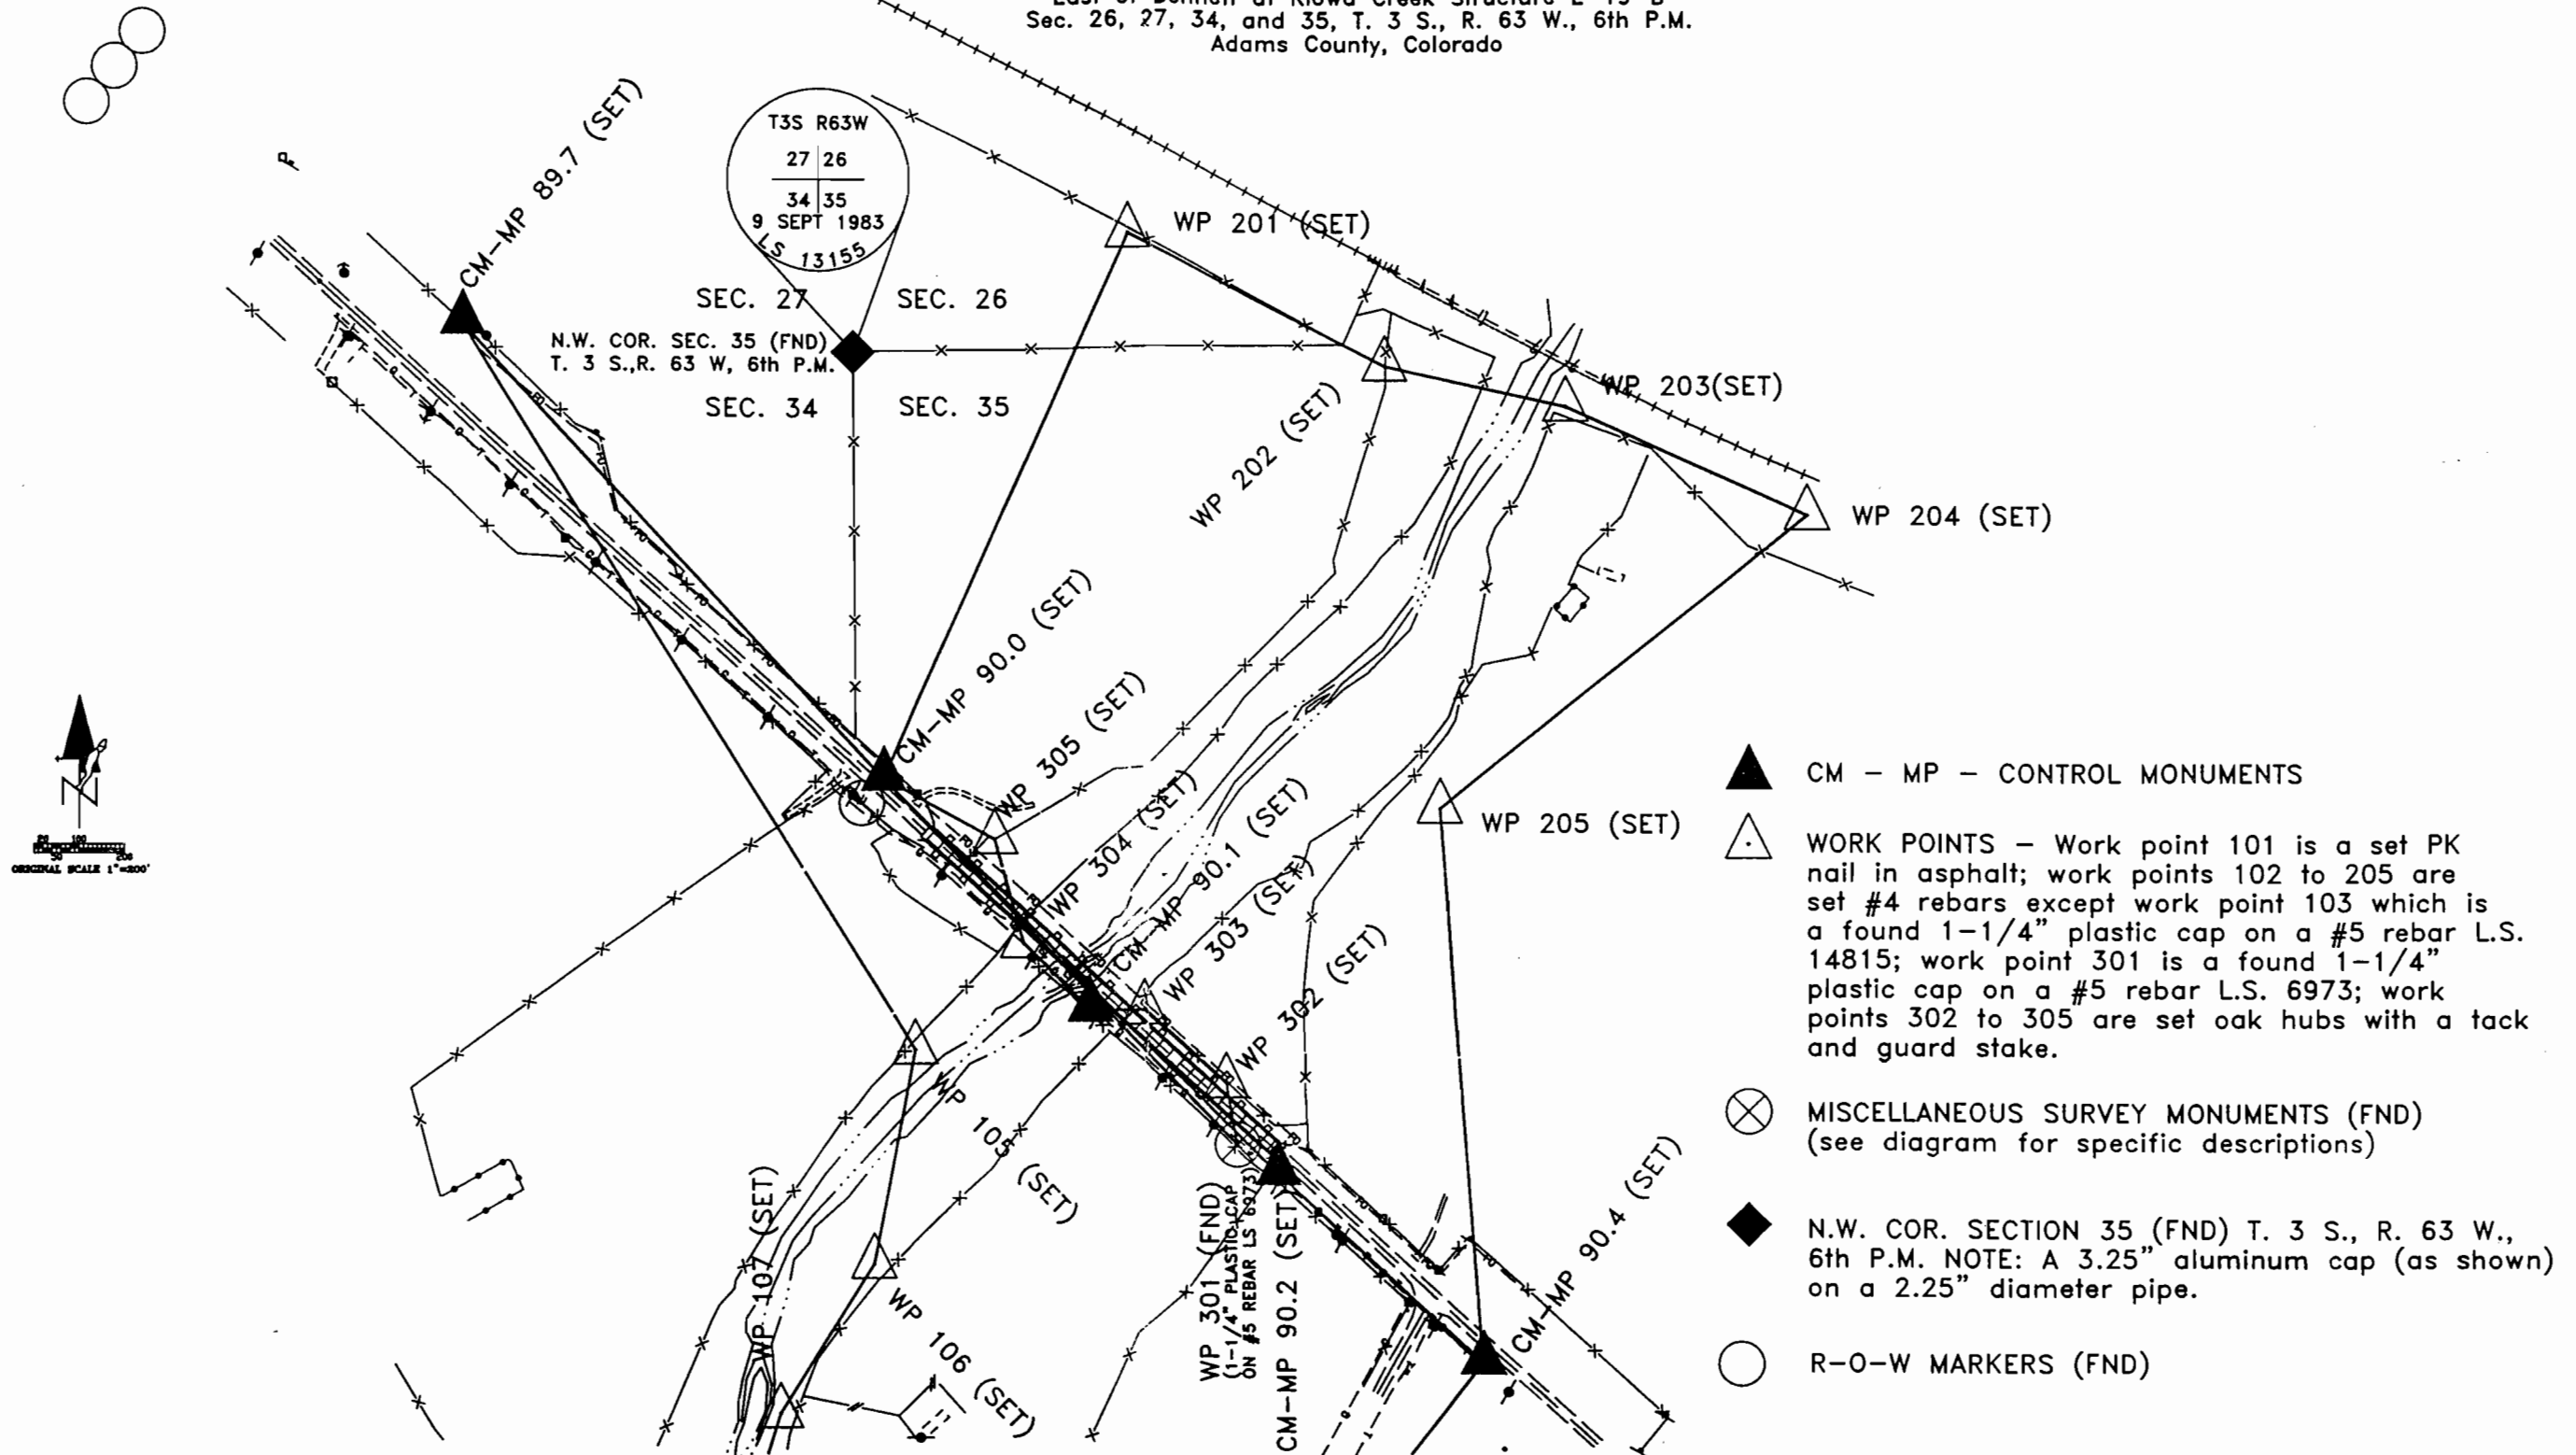 Sec. 26, 27, 34, and 35, T. 3 S., R. 63 W., 6th P.M.
Adams County, Colorado
CM-MP 89.7 (SET)
T3S R63W
27 26
34 35
9 SEPT 1983
LS 13155
WP 201 (SET)
SEC. 27
SEC. 26
N.W. COR. SEC. 35 (FND)
T. 3 S.,R. 63 W, 6th P.M.
SEC. 34
SEC. 35
WP 202 (SET)
WP 203(SET)
WP 204 (SET)
CM-MP 90.0 (SET)
WP 305 (SET)
WP 304 (SET)
CM-MP 90.1 (SET)
WP 303 (SET)
WP 302 (SET)
WP 205 (SET)
N
ORIGINAL SCALE 1"=200'
WP 105 (SET)
WP 107 (SET)
WP 106 (SET)
WP 301 (FND)
(1-1/4" PLASTIC CAP
ON #5 REBAR LS 6973)
CM-MP 90.2 (SET)
CM-MP 90.4 (SET)
CM - MP - CONTROL MONUMENTS
WORK POINTS - Work point 101 is a set PK
nail in asphalt; work points 102 to 205 are
set #4 rebars except work point 103 which is
a found 1-1/4" plastic cap on a #5 rebar L.S.
14815; work point 301 is a found 1-1/4"
plastic cap on a #5 rebar L.S. 6973; work
points 302 to 305 are set oak hubs with a tack
and guard stake.
MISCELLANEOUS SURVEY MONUMENTS (FND)
(see diagram for specific descriptions)
N.W. COR. SECTION 35 (FND) T. 3 S., R. 63 W.,
6th P.M. NOTE: A 3.25" aluminum cap (as shown)
on a 2.25" diameter pipe.
R-O-W MARKERS (FND)